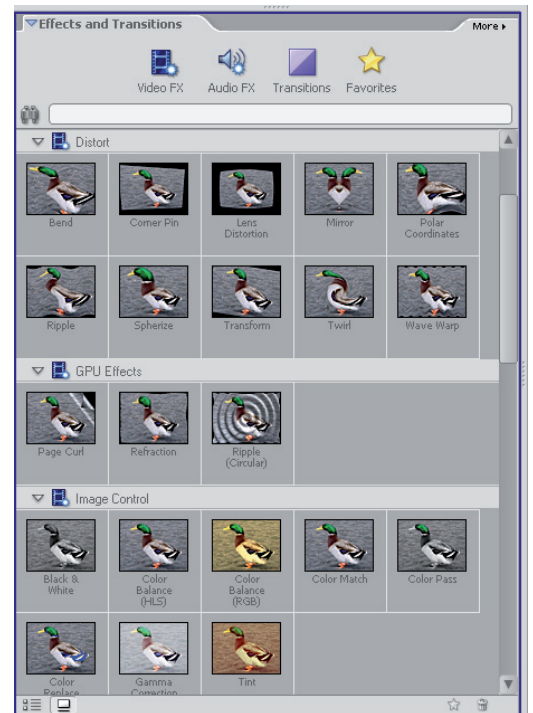 Effects and Transitions
More
Video FX Audio FX Transitions Favorites
Distort
Bend Corner Pin Lens Distortion Mirror Polar Coordinates
Ripple Spherize Transform Twirl Wave Warp
GPU Effects
Page Curl Refraction Ripple (Circular)
Image Control
Black & White Color Balance (HLS) Color Balance (RGB) Color Match Color Pass
Color Replace Gamma Correction Tint